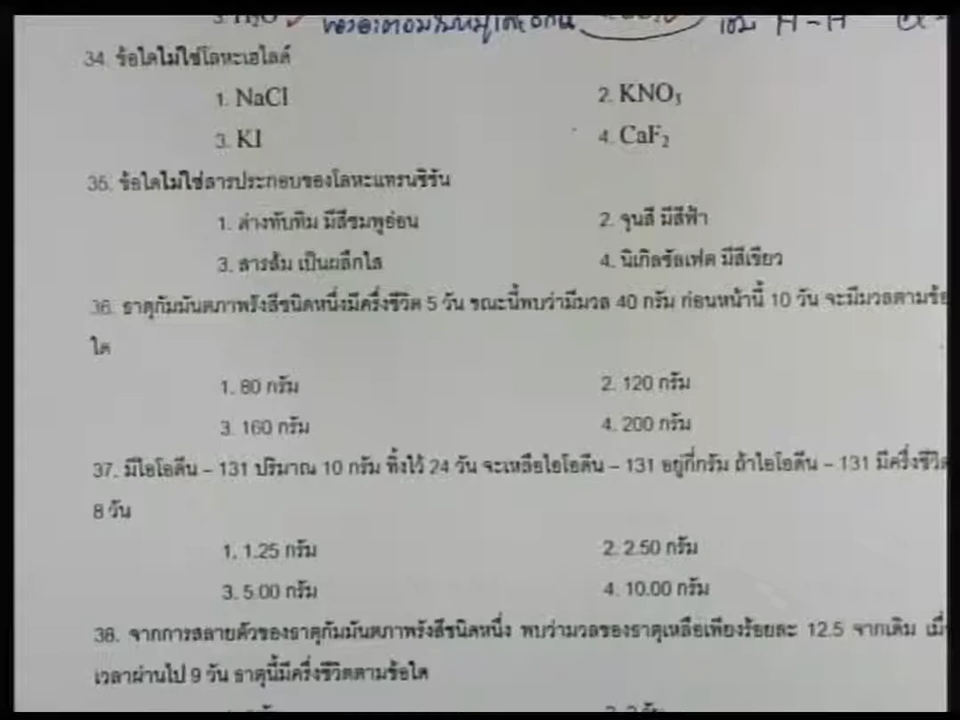 3. H₂O
H-H
34. ข้อใดไม่ใช่โลหะเฮไลด์
1. NaCl 2. KNO₃
3. KI 4. CaF₂
35. ข้อใดไม่ใช่สารประกอบของโลหะแทรนซิชัน
1. ด่างทับทิม มีสีชมพูอ่อน 2. จุนสี มีสีฟ้า
3. สารส้ม เป็นผลึกใส 4. นิเกิลซัลเฟต มีสีเขียว
36. ธาตุกัมมันตภาพรังสีชนิดหนึ่งมีครึ่งชีวิต 5 วัน ขณะนี้พบว่ามีมวล 40 กรัม ก่อนหน้านี้ 10 วัน จะมีมวลตามข้อ
ใด
1. 80 กรัม 2. 120 กรัม
3. 160 กรัม 4. 200 กรัม
37. มีไอโอดีน – 131 ปริมาณ 10 กรัม ทิ้งไว้ 24 วัน จะเหลือไอโอดีน – 131 อยู่กี่กรัม ถ้าไอโอดีน – 131 มีครึ่งชีวิต
8 วัน
1. 1.25 กรัม 2. 2.50 กรัม
3. 5.00 กรัม 4. 10.00 กรัม
38. จากการสลายตัวของธาตุกัมมันตภาพรังสีชนิดหนึ่ง พบว่ามวลของธาตุเหลือเพียงร้อยละ 12.5 จากเดิม
เวลาผ่านไป 9 วัน ธาตุนี้มีครึ่งชีวิตตามข้อใด